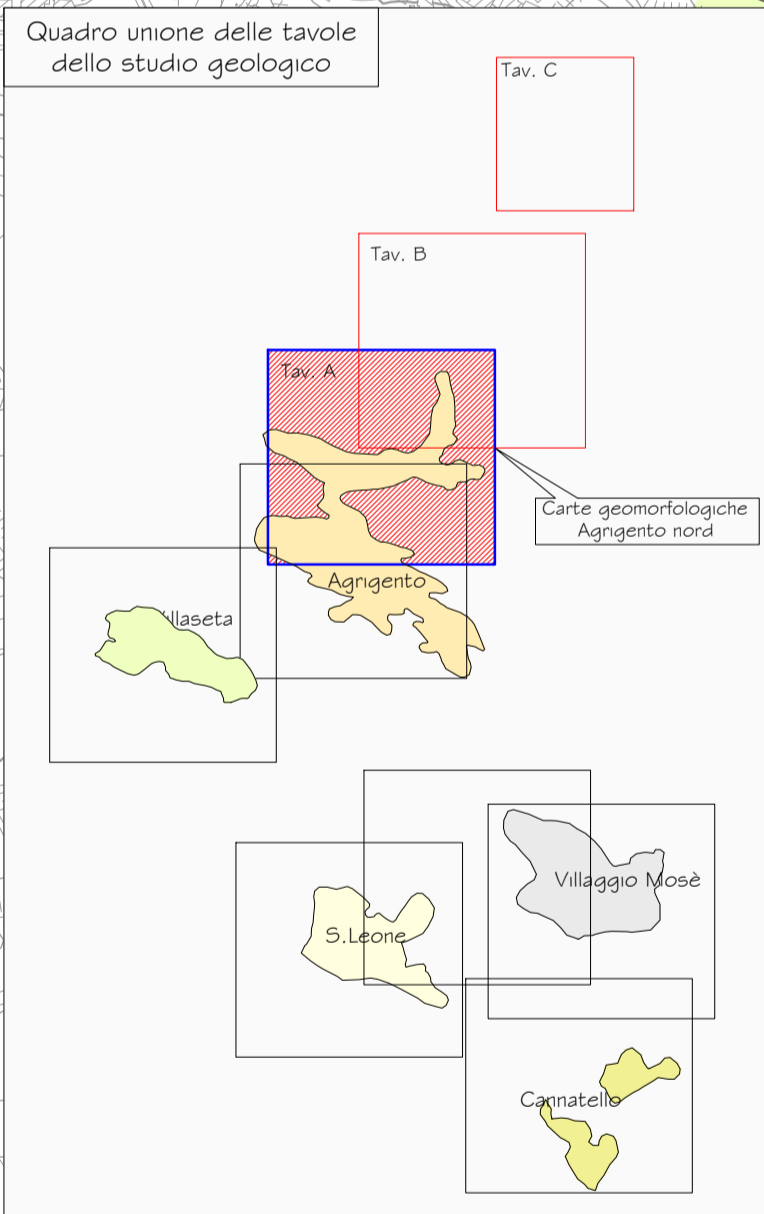 Quadro unione delle tavole
dello studio geologico
Tav. C
Tav. B
Tav. A
Carte geomorfologiche
Agrigento nord
Agrigento
illaseta
Villaggio Mosè
S.Leone
Cannatello